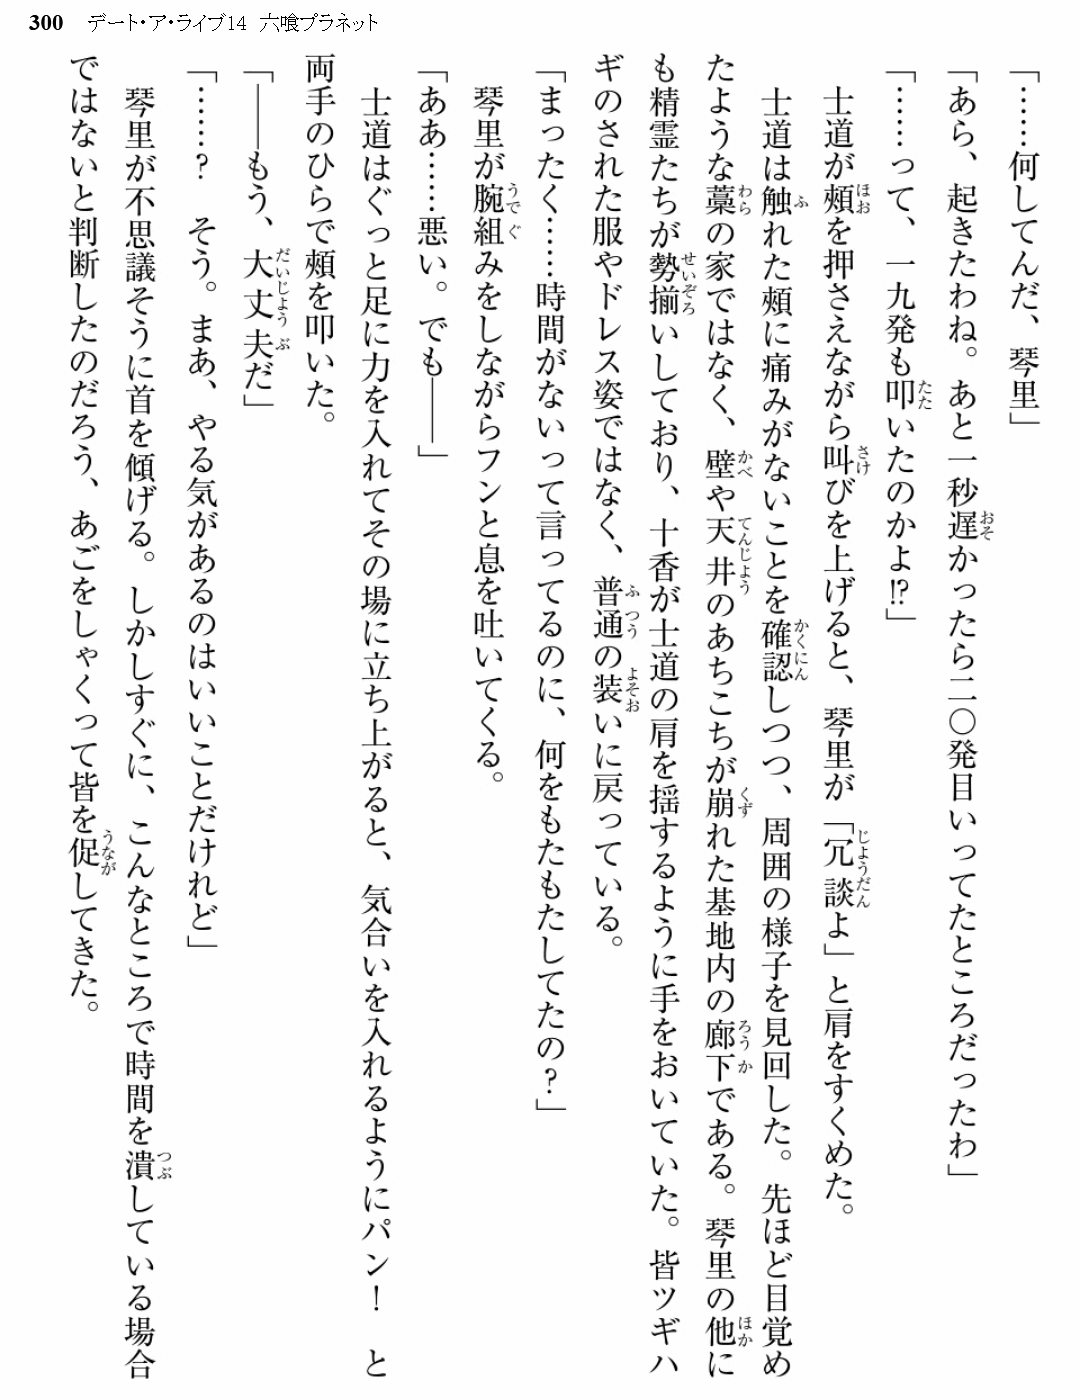 300 デート・ア・ライブ14 六喰プラネット
「……何してんだ、琴里」
「あら、起きたわね。あと一秒遅かったら二〇発目いってたところだったわ」
「……って、一九発も叩いたのかよ!?」
士道が頰を押さえながら叫びを上げると、琴里が「冗談よ」と肩をすくめた。
士道は触れた頰に痛みがないことを確認しつつ、周囲の様子を見回した。先ほど目覚め
たような藁の家ではなく、壁や天井のあちこちが崩れた基地内の廊下である。琴里の他に
も精霊たちが勢揃いしており、十香が士道の肩を揺するように手をおいていた。皆ツギハ
ギのされた服やドレス姿ではなく、普通の装いに戻っている。
「まったく……時間がないって言ってるのに、何をもたもたしてたの?」
琴里が腕組みをしながらフンと息を吐いてくる。
「ああ……悪い。でも――」
士道はぐっと足に力を入れてその場に立ち上がると、気合いを入れるようにパン! と
両手のひらで頰を叩いた。
「――もう、大丈夫だ」
「……? そう。まあ、やる気があるのはいいことだけれど」
琴里が不思議そうに首を傾げる。しかしすぐに、こんなところで時間を潰している場合
ではないと判断したのだろう、あごをしゃくって皆を促してきた。